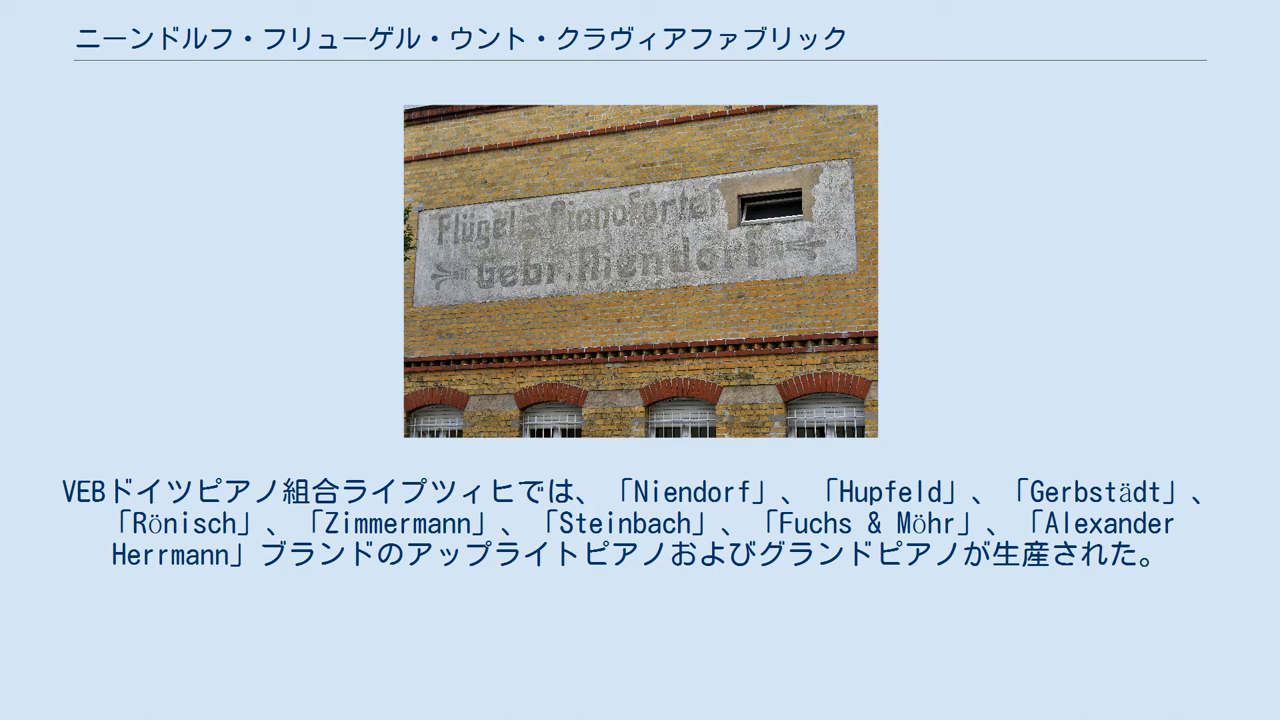 ニーンドルフ・フリューゲル・ウント・クラヴィアファブリック
Flügel = Pianoforte
Gebr. Niendorf
VEBドイツピアノ組合ライプツィヒでは、「Niendorf」、「Hupfeld」、「Gerbstädt」、
「Rönisch」、「Zimmermann」、「Steinbach」、「Fuchs & Möhr」、「Alexander
Herrmann」ブランドのアップライトピアノおよびグランドピアノが生産された。